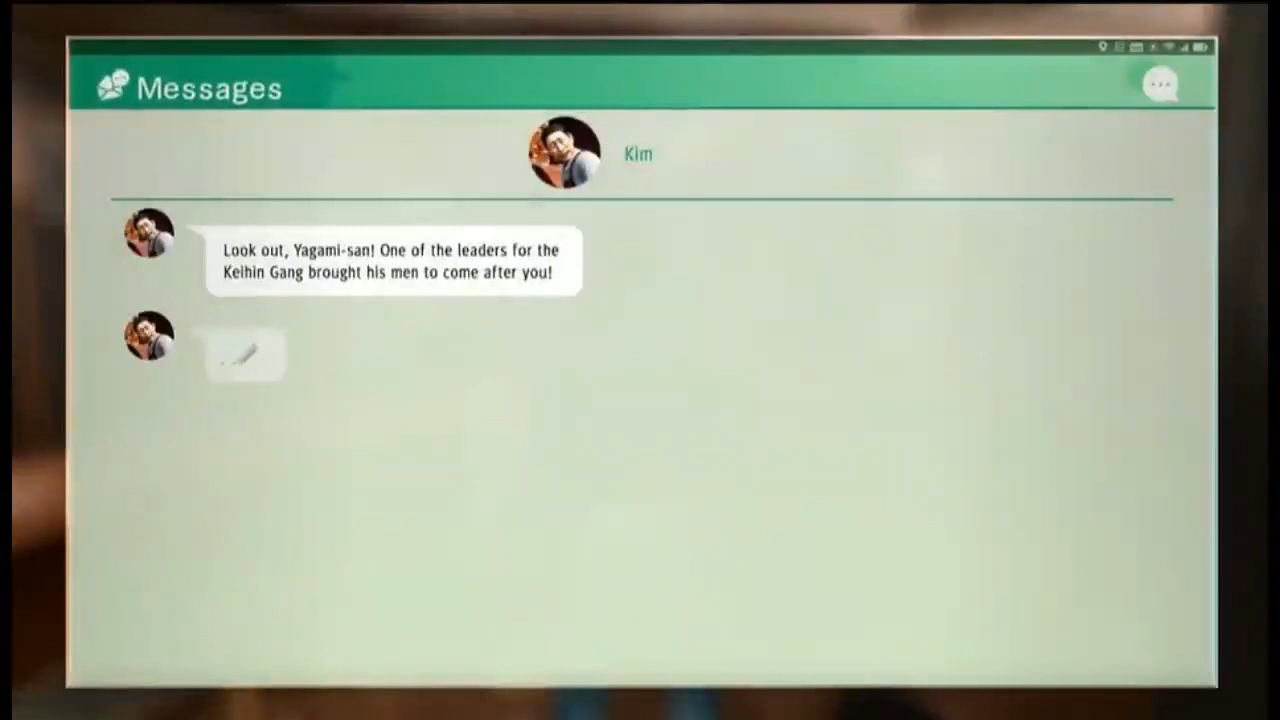 Messages
Kim
Look out, Yagami-san! One of the leaders for the
Keihin Gang brought his men to come after you!